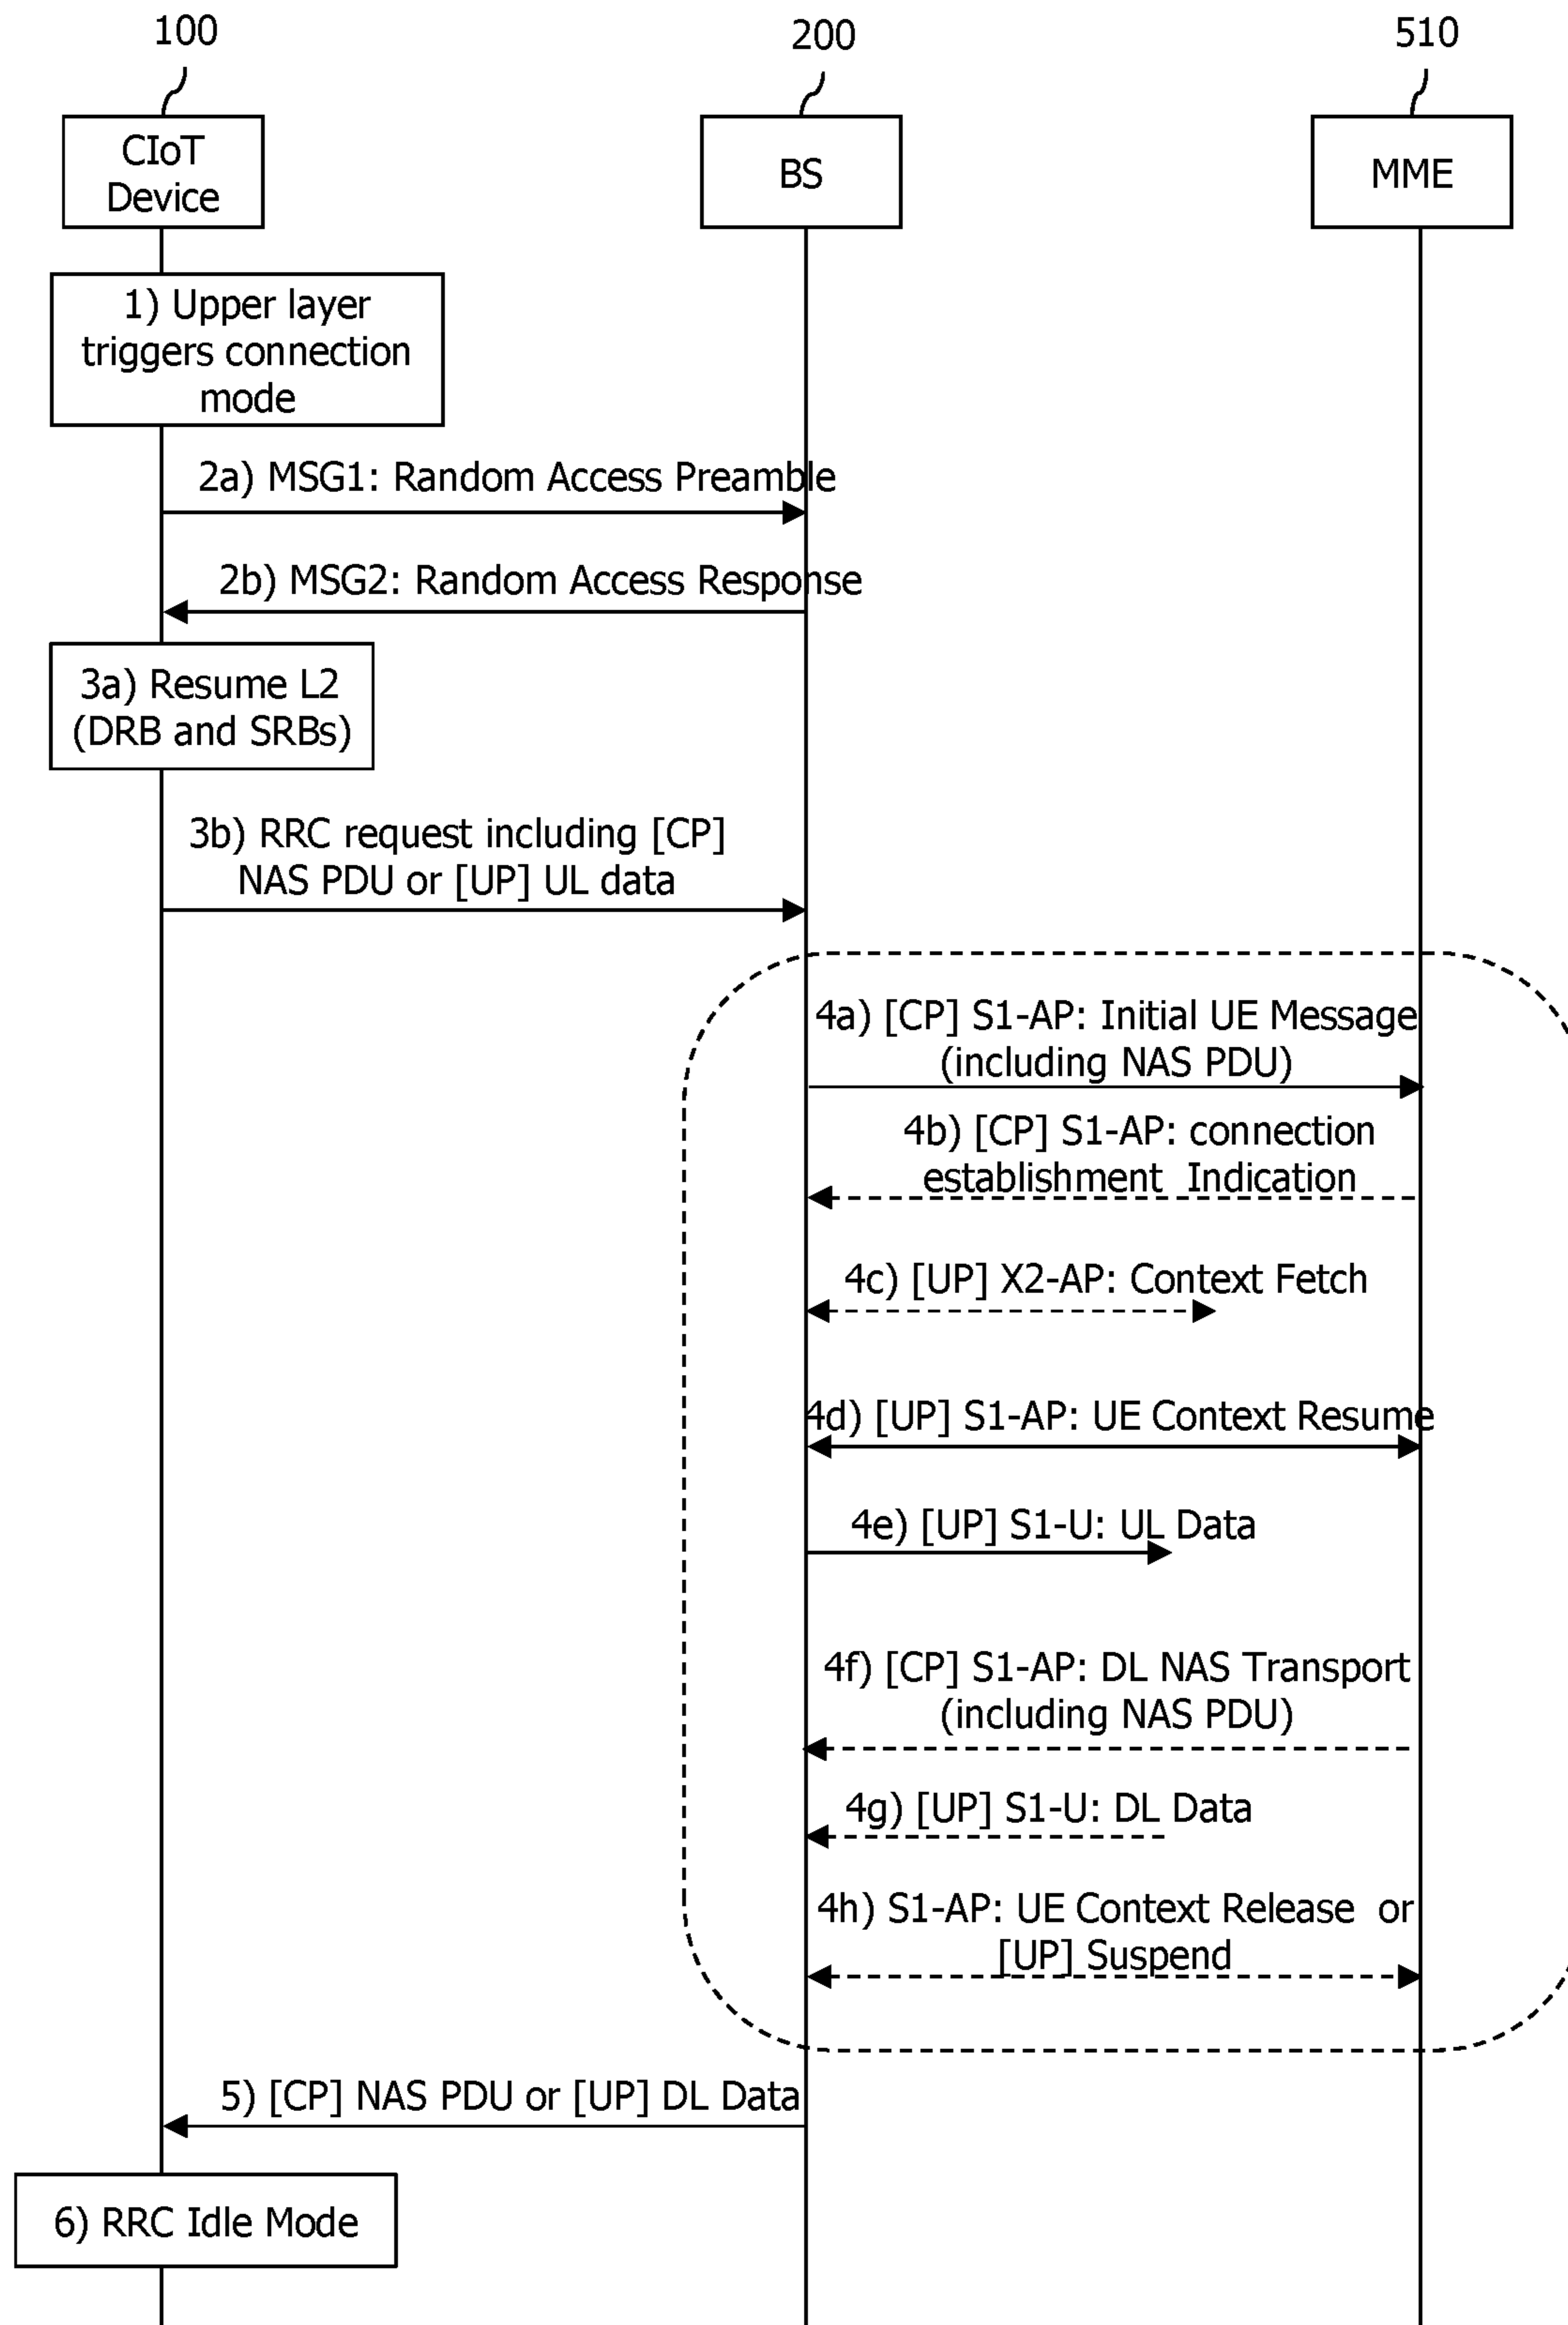 100
200
510
CIoT
Device
BS
MME
1) Upper layer
triggers connection
mode
2a) MSG1: Random Access Preamble
2b) MSG2: Random Access Response
3a) Resume L2
(DRB and SRBs)
3b) RRC request including [CP]
NAS PDU or [UP] UL data
4a) [CP] S1-AP: Initial UE Message
(including NAS PDU)
4b) [CP] S1-AP: connection
establishment Indication
4c) [UP] X2-AP: Context Fetch
4d) [UP] S1-AP: UE Context Resume
4e) [UP] S1-U: UL Data
4f) [CP] S1-AP: DL NAS Transport
(including NAS PDU)
4g) [UP] S1-U: DL Data
4h) S1-AP: UE Context Release or
[UP] Suspend
5) [CP] NAS PDU or [UP] DL Data
6) RRC Idle Mode